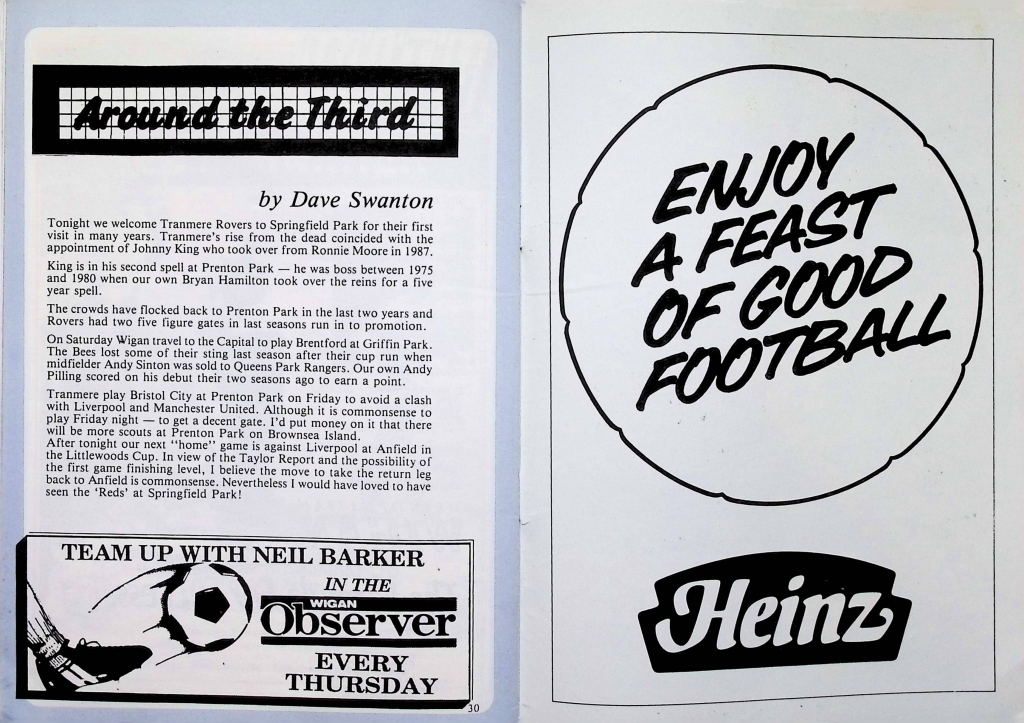 Around the Third
by Dave Swanton
Tonight we welcome Tranmere Rovers to Springfield Park for their first
visit in many years. Tranmere's rise from the dead coincided with the
appointment of Johnny King who took over from Ronnie Moore in 1987.
King is in his second spell at Prenton Park — he was boss between 1975
and 1980 when our own Bryan Hamilton took over the reins for a five
year spell.
The crowds have flocked back to Prenton Park in the last two years and
Rovers had two five figure gates in last seasons run in to promotion.
On Saturday Wigan travel to the Capital to play Brentford at Griffin Park.
The Bees lost some of their sting last season after their cup run when
midfielder Andy Sinton was sold to Queens Park Rangers. Our own Andy
Pilling scored on his debut their two seasons ago to earn a point.
Tranmere play Bristol City at Prenton Park on Friday to avoid a clash
with Liverpool and Manchester United. Although it is commonsense to
play Friday night — to get a decent gate. I'd put money on it that there
will be more scouts at Prenton Park on Brownsea Island.
After tonight our next "home" game is against Liverpool at Anfield in
the Littlewoods Cup. In view of the Taylor Report and the possibility of
the first game finishing level, I believe the move to take the return leg
back to Anfield is commonsense. Nevertheless I would have loved to have
seen the 'Reds' at Springfield Park!
TEAM UP WITH NEIL BARKER
IN THE
WIGAN
Observer
EVERY
THURSDAY
30
ENJOY
A FEAST
OF GOOD
FOOTBALL
Heinz